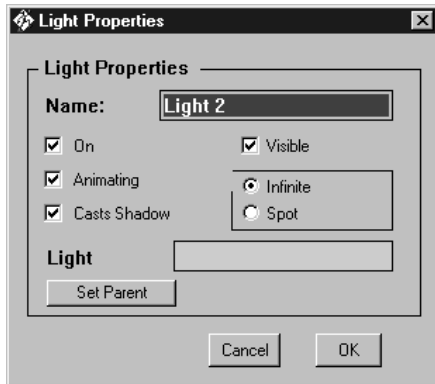 Light Properties
Light Properties
Name: Light 2
On Visible
Animating Infinite
Casts Shadow Spot
Light
Set Parent
Cancel OK